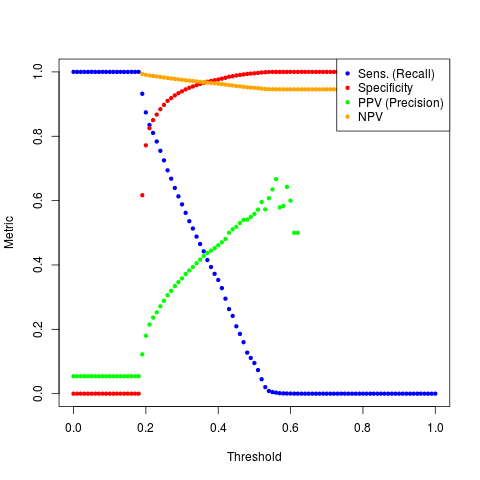 Sens. (Recall)
Specificity
PPV (Precision)
NPV
Metric
1.0
0.8
0.6
0.4
0.2
0.0
0.0 0.2 0.4 0.6 0.8 1.0
Threshold